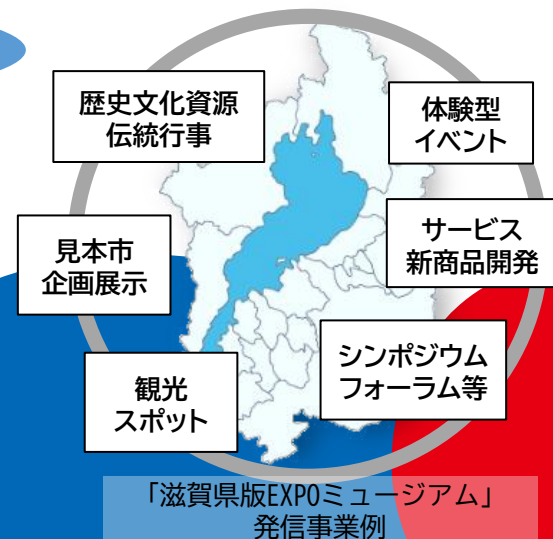 歴史文化資源
伝統行事
体験型
イベント
見本市
企画展示
サービス
新商品開発
観光
スポット
シンポジウム
フォーラム等
「滋賀県版EXPOミュージアム」
発信事業例